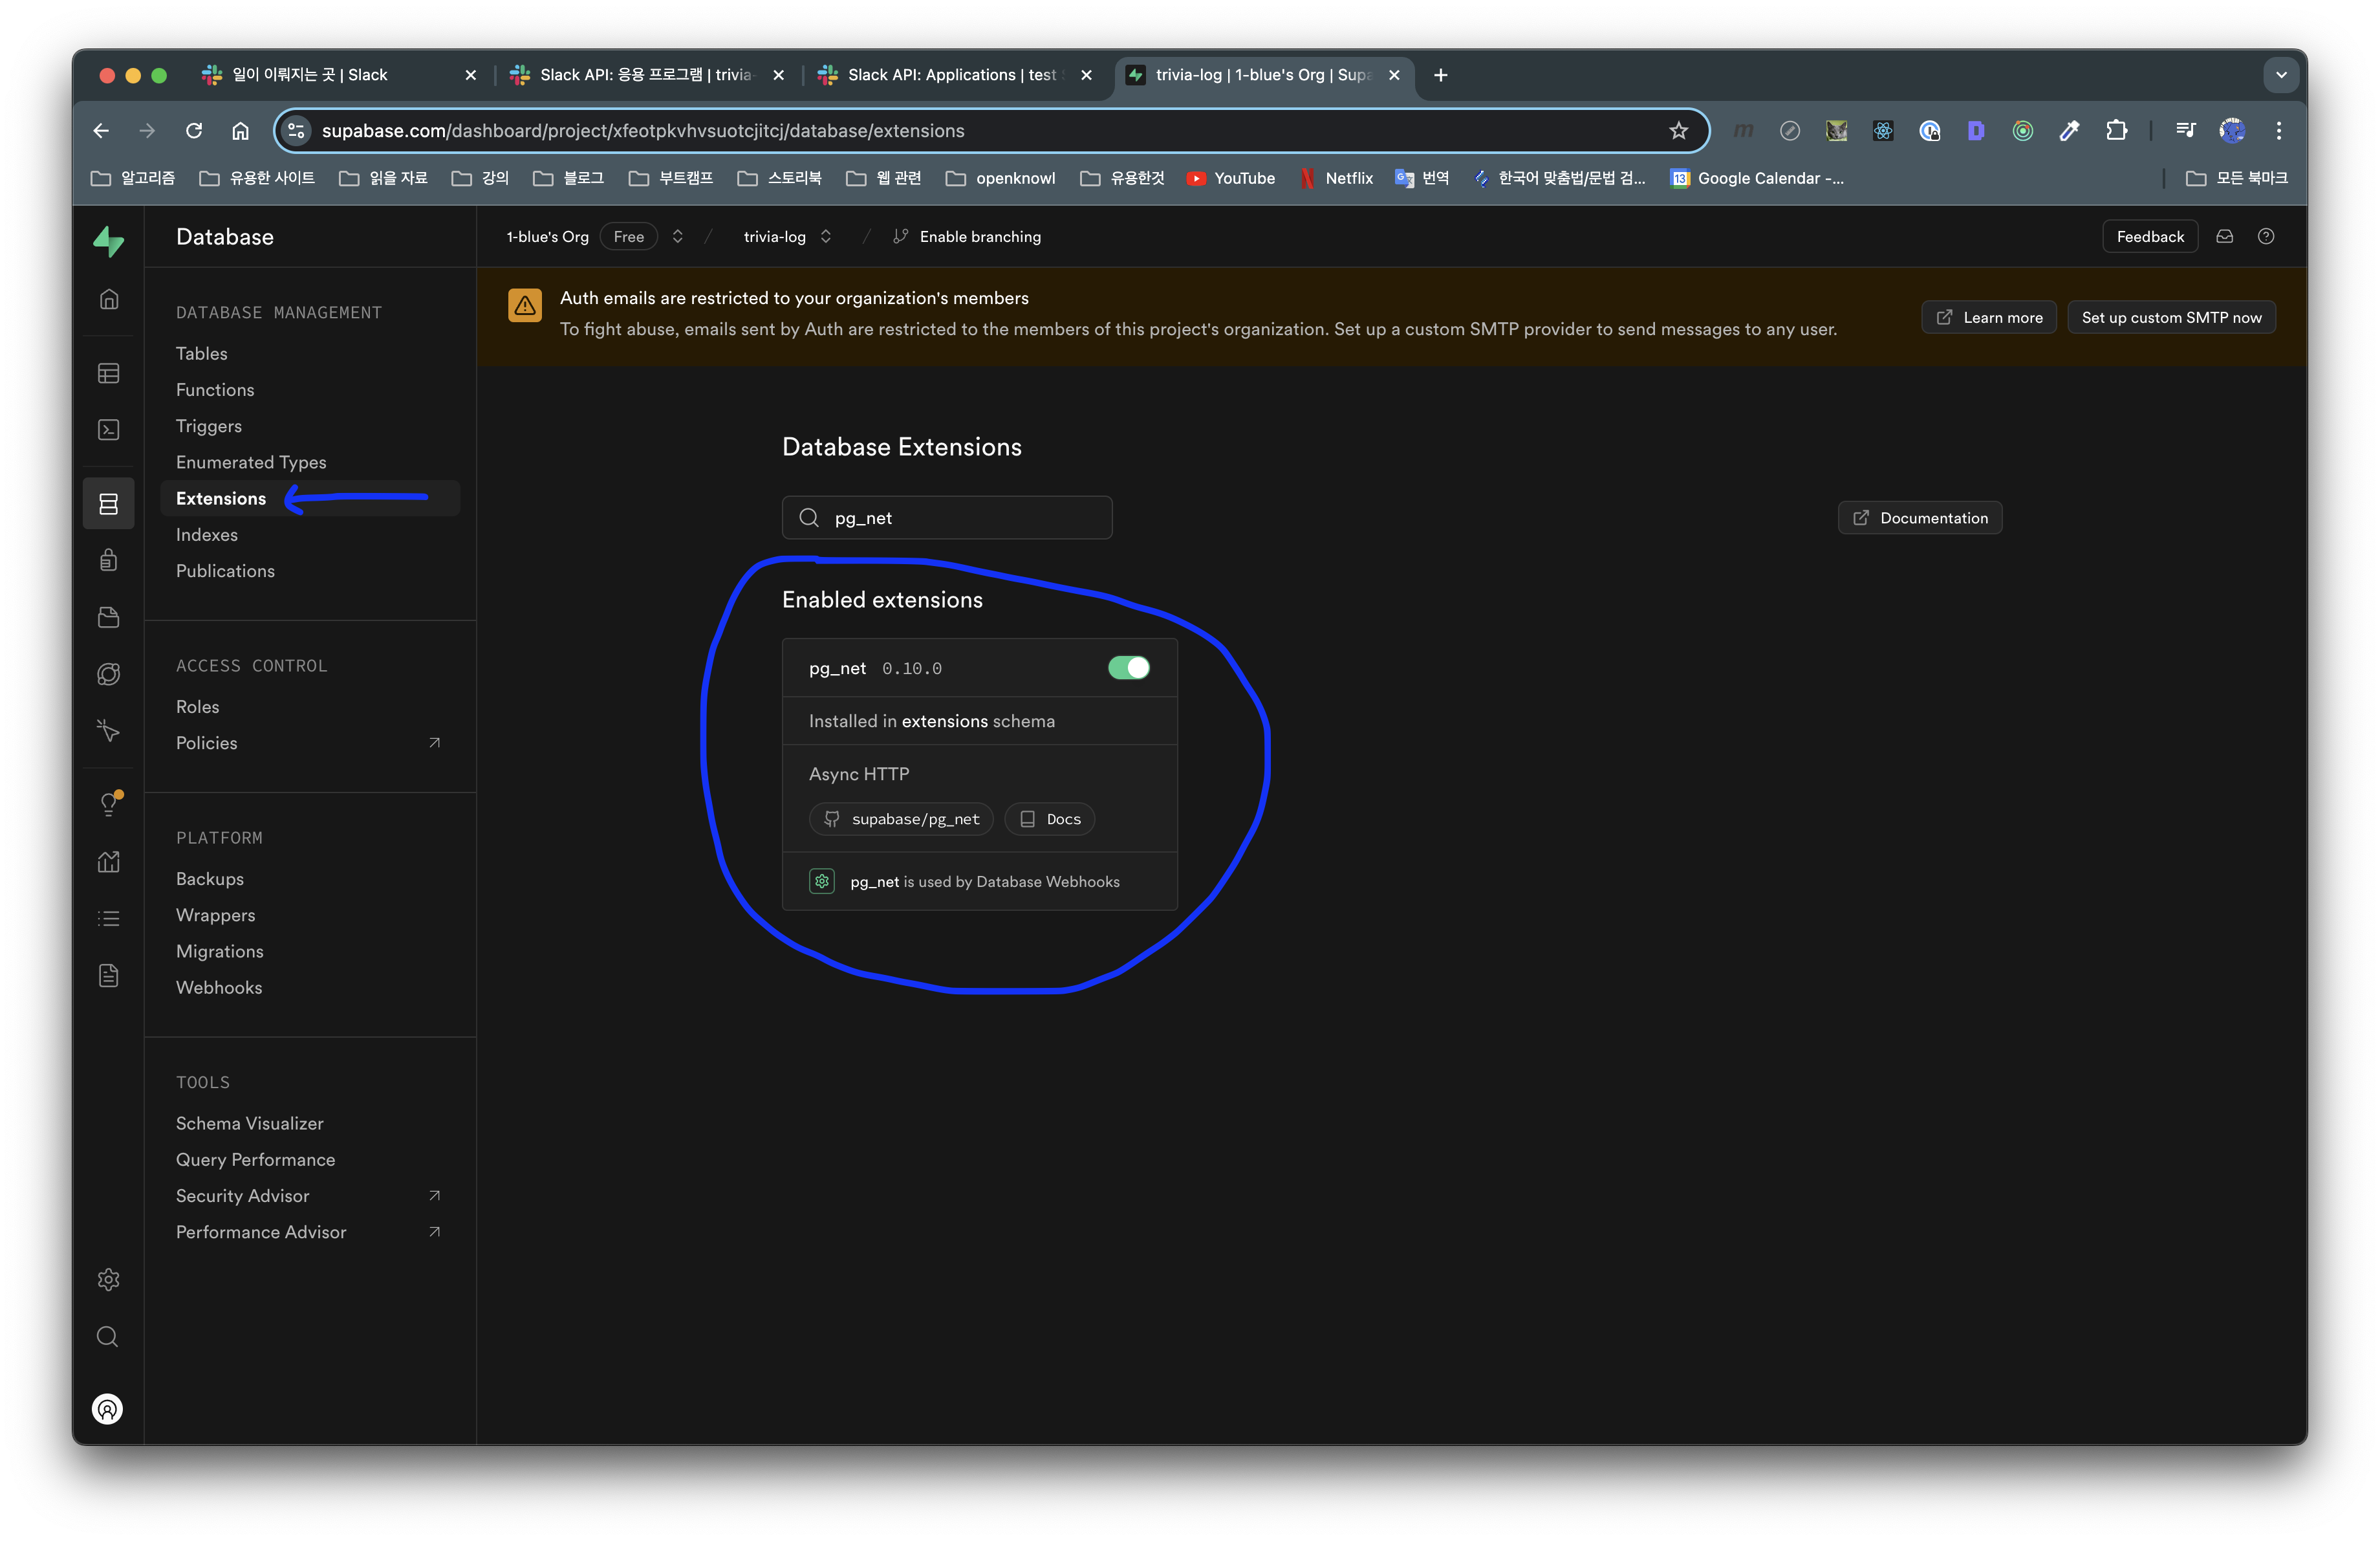 일이 이뤄지는 곳 | Slack
Slack API: 응용 프로그램 | trivia-
Slack API: Applications | test
trivia-log | 1-blue's Org | Supa
supabase.com/dashboard/project/xfeotpkvhvsuotcjitcj/database/extensions
알고리즘 유용한 사이트 읽을 자료 강의 블로그 부트캠프 스토리북 웹 관련 openknowl 유용한것 YouTube Netflix 번역 한국어 맞춤법/문법 검... 13 Google Calendar -... 모든 북마크
Database
1-blue's Org Free / trivia-log / Enable branching
Feedback
Auth emails are restricted to your organization's members
To fight abuse, emails sent by Auth are restricted to the members of this project's organization. Set up a custom SMTP provider to send messages to any user.
Learn more
Set up custom SMTP now
DATABASE MANAGEMENT
Tables
Functions
Triggers
Enumerated Types
Extensions
Indexes
Publications
ACCESS CONTROL
Roles
Policies
PLATFORM
Backups
Wrappers
Migrations
Webhooks
TOOLS
Schema Visualizer
Query Performance
Security Advisor
Performance Advisor
Database Extensions
pg_net
Documentation
Enabled extensions
pg_net 0.10.0
Installed in extensions schema
Async HTTP
supabase/pg_net
Docs
pg_net is used by Database Webhooks